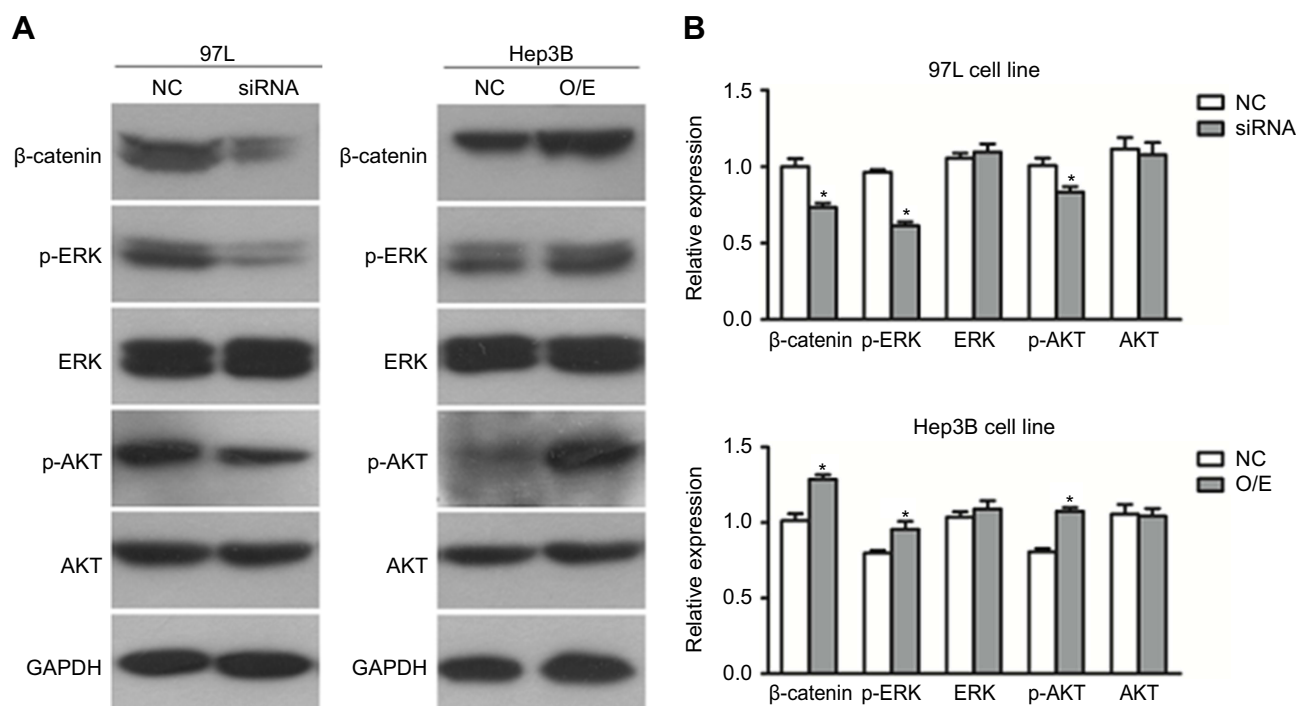 A
97L
NC siRNA
β-catenin
p-ERK
ERK
p-AKT
AKT
GAPDH
Hep3B
NC O/E
β-catenin
p-ERK
ERK
p-AKT
AKT
GAPDH
B
97L cell line
Relative expression
1.5
1.0
0.5
0.0
* * *
β-catenin p-ERK ERK p-AKT AKT
NC
siRNA
Hep3B cell line
Relative expression
1.5
1.0
0.5
0.0
* * *
β-catenin p-ERK ERK p-AKT AKT
NC
O/E